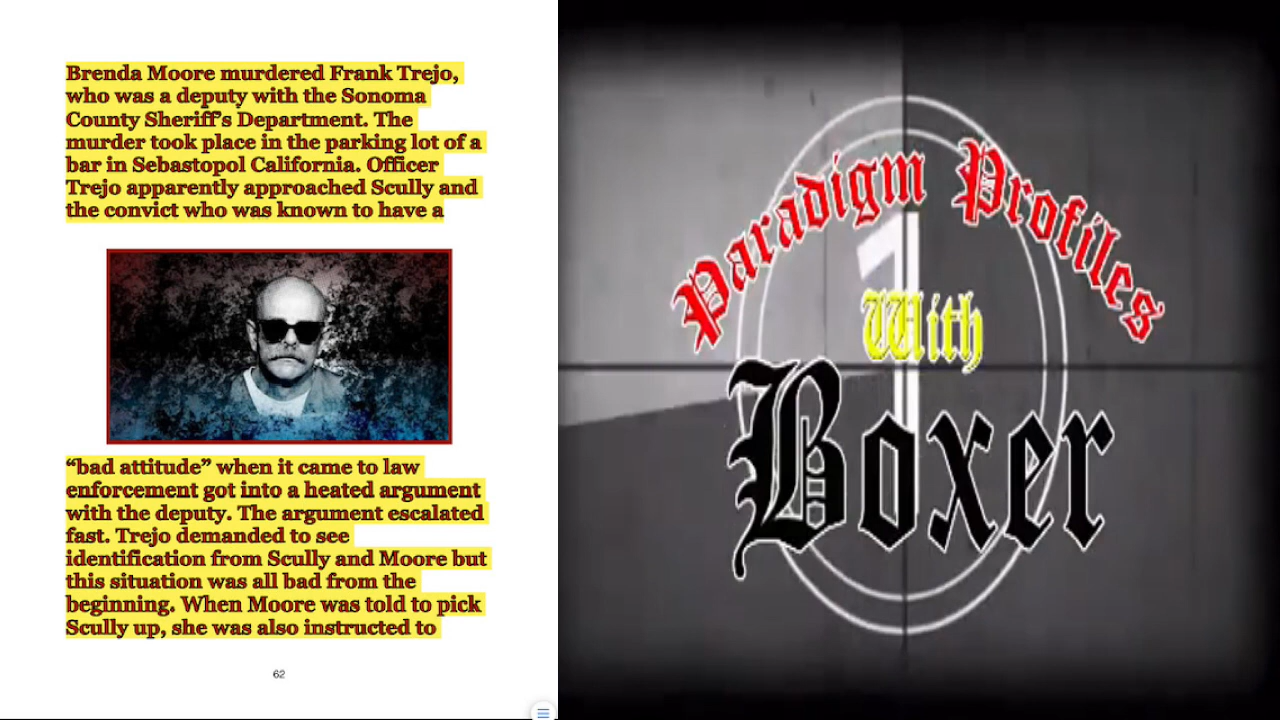 Brenda Moore murdered Frank Trejo,
who was a deputy with the Sonoma
County Sheriff's Department. The
murder took place in the parking lot of a
bar in Sebastopol California. Officer
Trejo apparently approached Scully and
the convict who was known to have a
“bad attitude” when it came to law
enforcement got into a heated argument
with the deputy. The argument escalated
fast. Trejo demanded to see
identification from Scully and Moore but
this situation was all bad from the
beginning. When Moore was told to pick
Scully up, she was also instructed to
62
Paradigm Profiles
1
With
Boxer